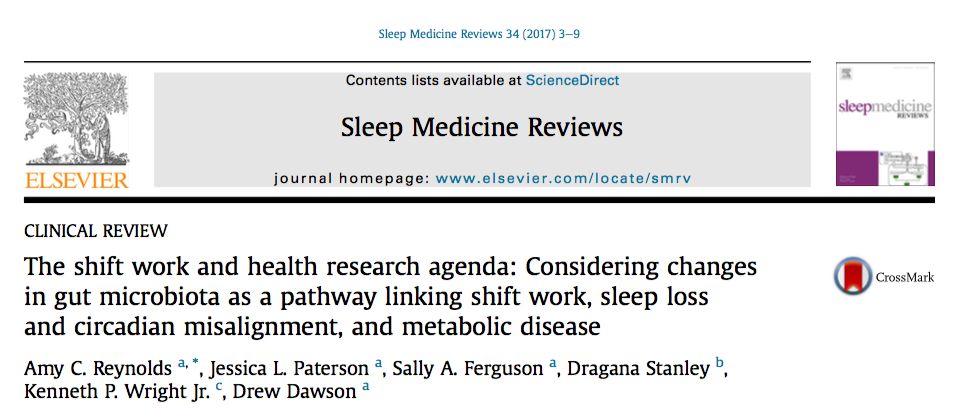 Sleep Medicine Reviews 34 (2017) 3–9
Contents lists available at ScienceDirect
Sleep Medicine Reviews
journal homepage: www.elsevier.com/locate/smrv
ELSEVIER
sleepmedicine
REVIEWS
CLINICAL REVIEW
The shift work and health research agenda: Considering changes
in gut microbiota as a pathway linking shift work, sleep loss
and circadian misalignment, and metabolic disease
CrossMark
Amy C. Reynolds a, *, Jessica L. Paterson a, Sally A. Ferguson a, Dragana Stanley b,
Kenneth P. Wright Jr. c, Drew Dawson a